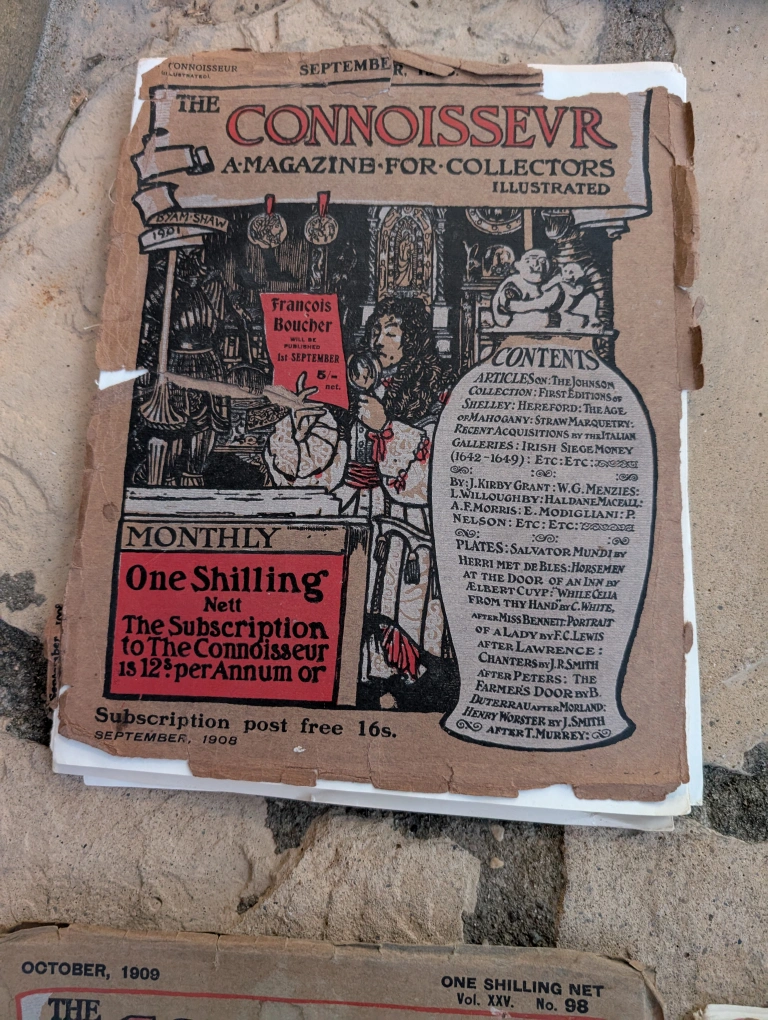 CONNOISSEUR
ILLUSTRATED
SEPTEMBER,
THE
CONNOISSEVR
A·MAGAZINE·FOR·COLLECTORS
ILLUSTRATED
BYAM·SHAW
1901
François
Boucher
WILL BE
PUBLISHED
1st SEPTEMBER
5/-
net.
CONTENTS
ARTICLES ON: THE JOHNSON
COLLECTION: FIRST EDITIONS OF
SHELLEY: HEREFORD: THE AGE
OF MAHOGANY: STRAW MARQUETRY:
RECENT ACQUISITIONS BY THE ITALIAN
GALLERIES: IRISH SIEGE MONEY
(1642-1649): ETC: ETC:
BY: J. KIRBY GRANT: W.G. MENZIES:
L. WILLOUGHBY: HALDANE MACFALL:
A.F. MORRIS: E. MODIGLIANI: P.
NELSON: ETC: ETC:
PLATES: SALVATOR MUNDI BY
HERRI MET DE BLES: HORSEMEN
AT THE DOOR OF AN INN BY
ÆLBERT CUYP: "WHILE CELIA
FROM THY HAND" BY C. WHITE,
AFTER MISS BENNETT: PORTRAIT
OF A LADY BY F.C. LEWIS
AFTER LAWRENCE:
CHANTERS BY J.R. SMITH
AFTER PETERS: THE
FARMER'S DOOR BY B.
DUTERRAU AFTER MORLAND:
HENRY WORSTER BY J. SMITH
AFTER T. MURREY:
MONTHLY
One Shilling
Nett
The Subscription
to The Connoisseur
is 12s. per Annum or
Subscription post free 16s.
SEPTEMBER, 1908
September, 1908
OCTOBER, 1909
ONE SHILLING NET
Vol. XXV. No. 98
THE